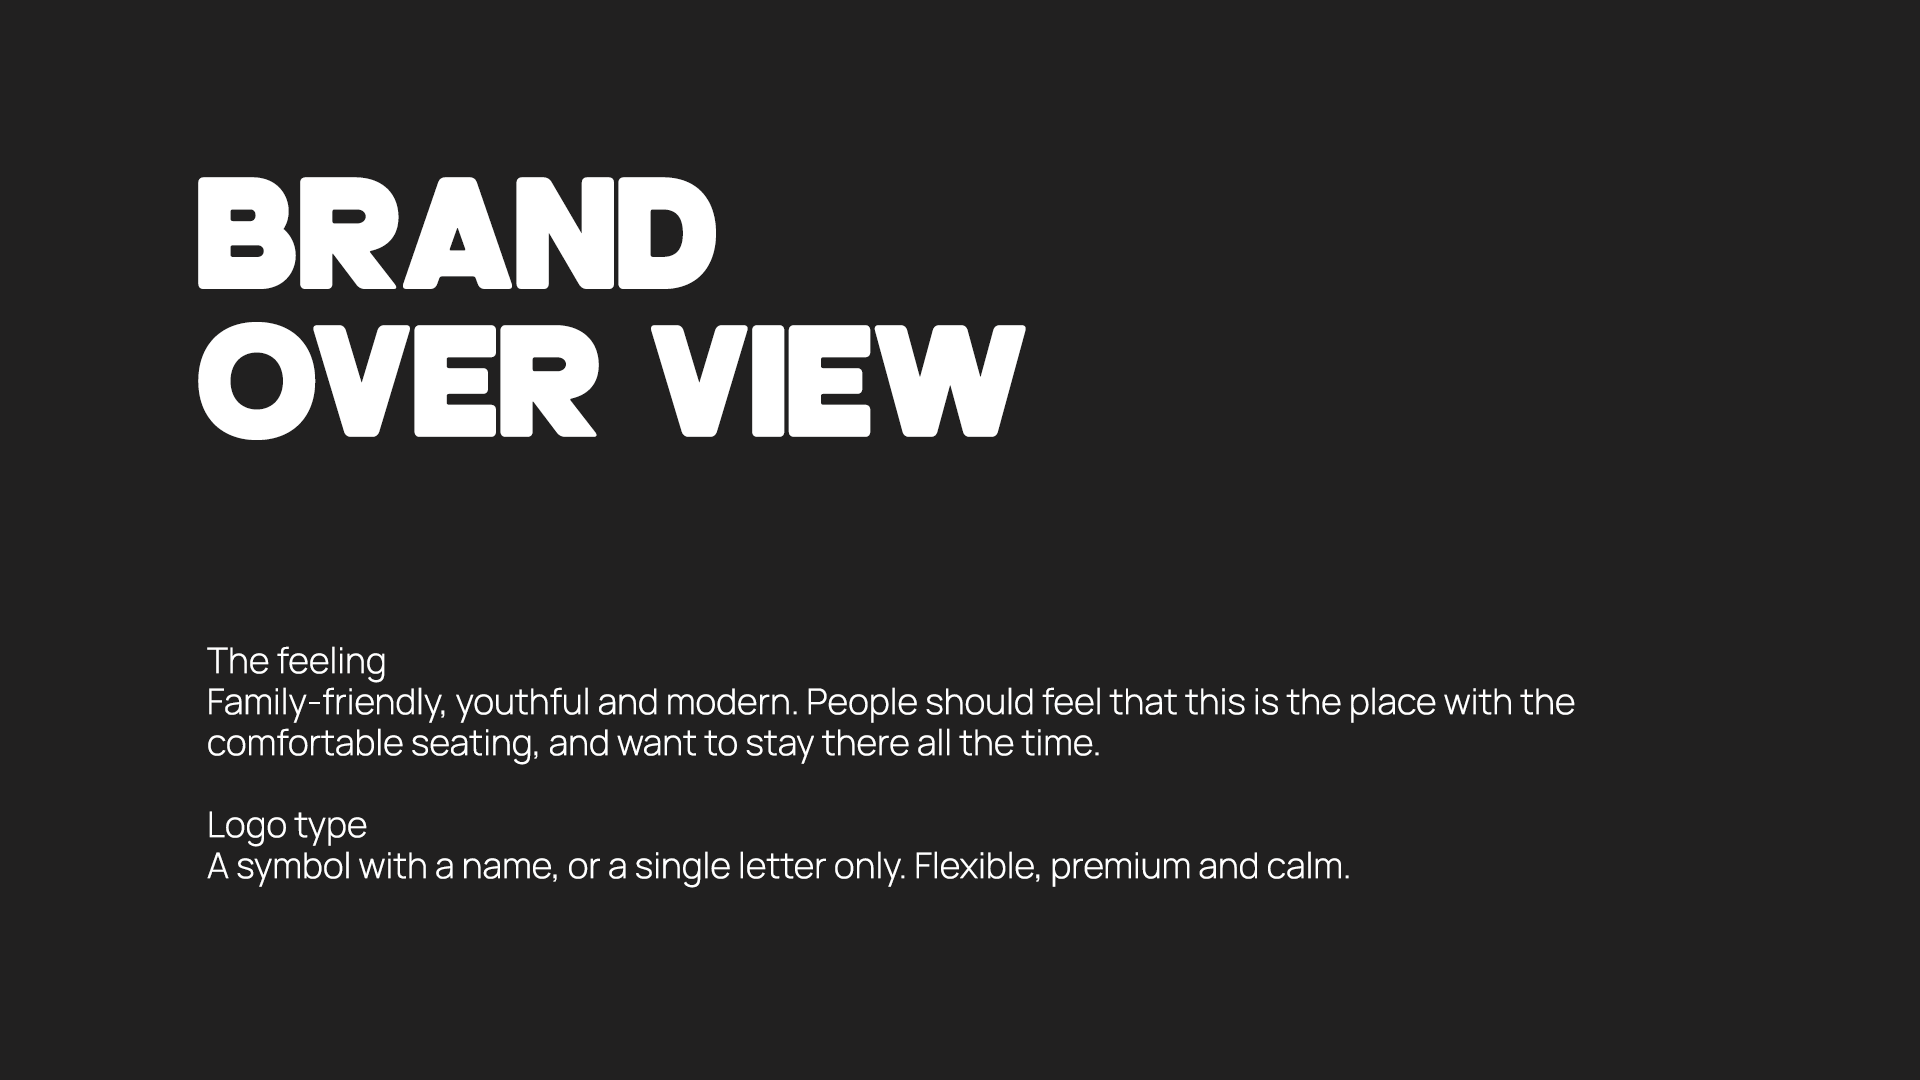 BRAND
OVER VIEW
The feeling
Family-friendly, youthful and modern. People should feel that this is the place with the
comfortable seating, and want to stay there all the time.
Logo type
A symbol with a name, or a single letter only. Flexible, premium and calm.